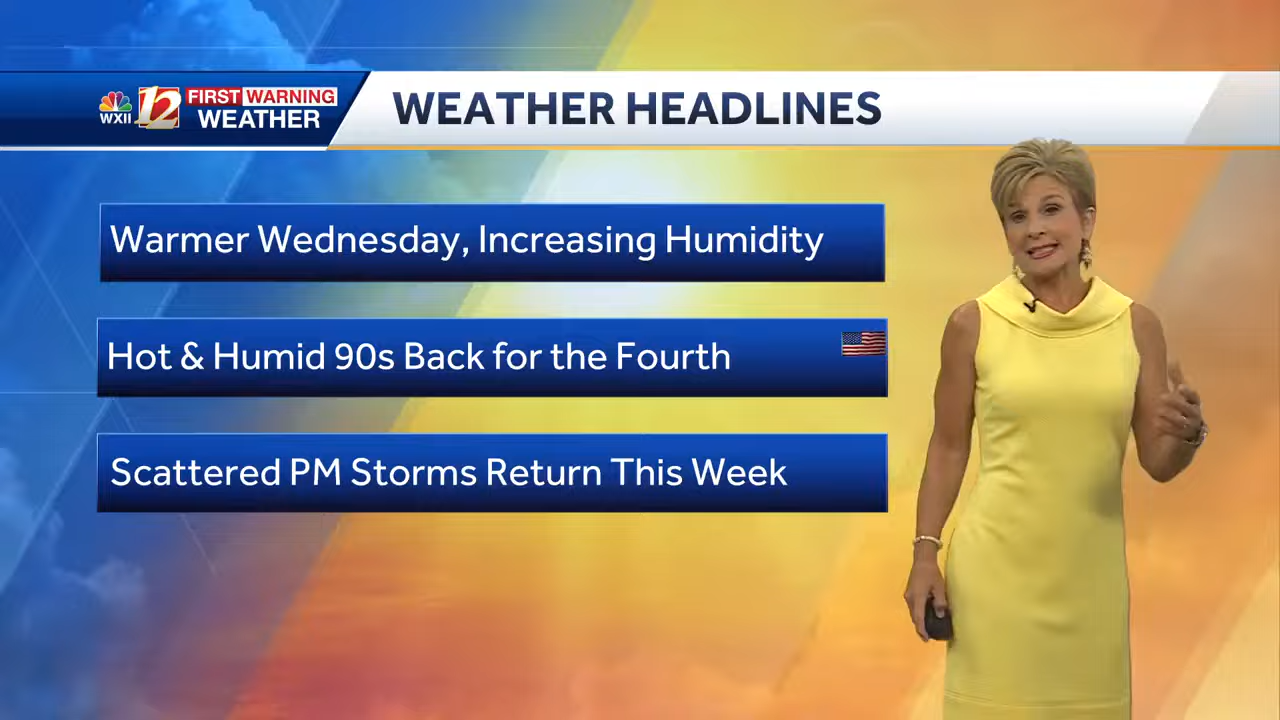 WXII 12 FIRST WARNING
WEATHER
WEATHER HEADLINES
Warmer Wednesday, Increasing Humidity
Hot & Humid 90s Back for the Fourth
Scattered PM Storms Return This Week